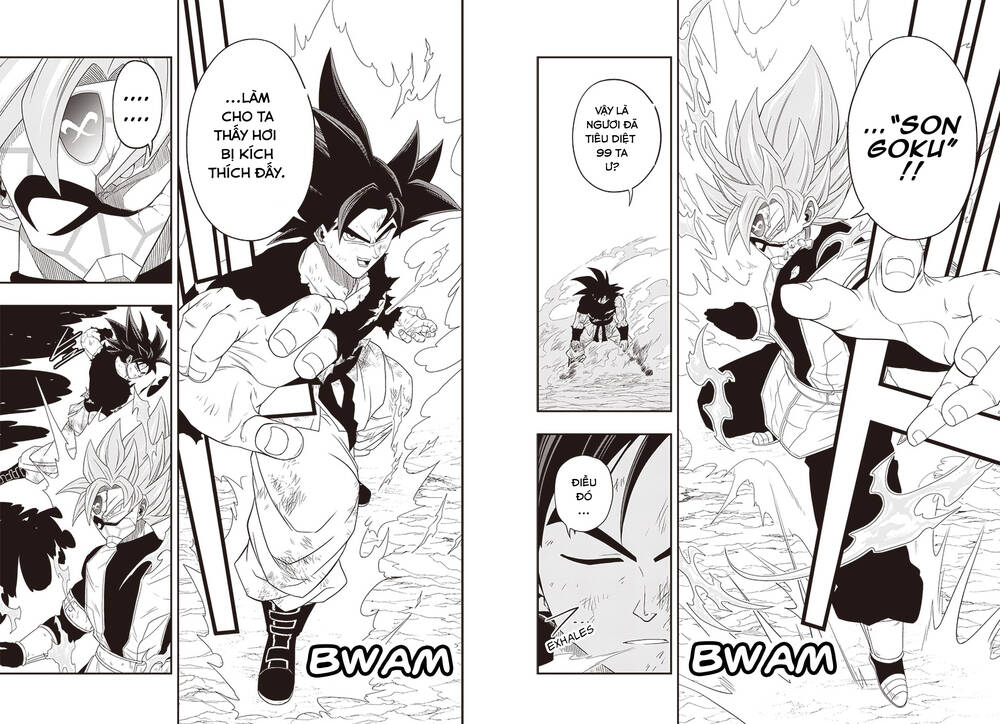 ..."SON
GOKU"
!!
BWAM
VẬY LÀ
NGƯƠI ĐÃ
TIÊU DIỆT
99 TA
Ư?
ĐIỀU
ĐÓ
...
EXHALES
...LÀM
CHO TA
THẤY HƠI
BỊ KÍCH
THÍCH ĐẤY.
BWAM
....
....